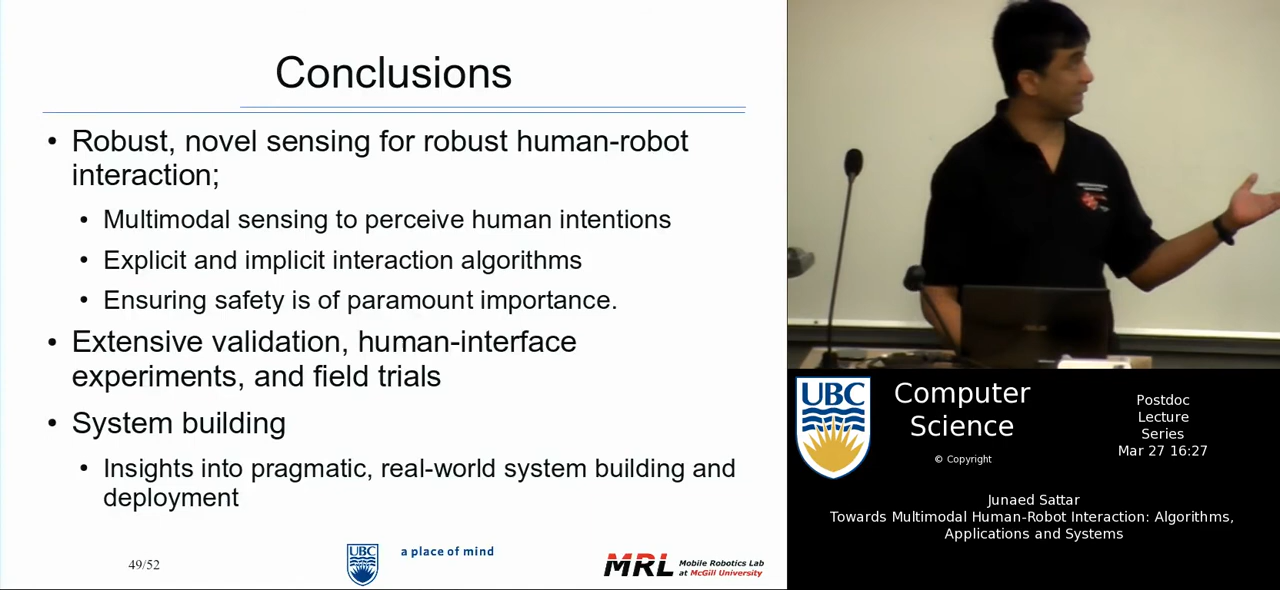 Conclusions
• Robust, novel sensing for robust human-robot
interaction;
• Multimodal sensing to perceive human intentions
• Explicit and implicit interaction algorithms
• Ensuring safety is of paramount importance.
• Extensive validation, human-interface
experiments, and field trials
• System building
• Insights into pragmatic, real-world system building and
deployment
49/52
UBC
a place of mind
MRL
Mobile Robotics Lab
at McGill University
UBC
Computer
Science
© Copyright
Postdoc
Lecture
Series
Mar 27 16:27
Junaed Sattar
Towards Multimodal Human-Robot Interaction: Algorithms,
Applications and Systems